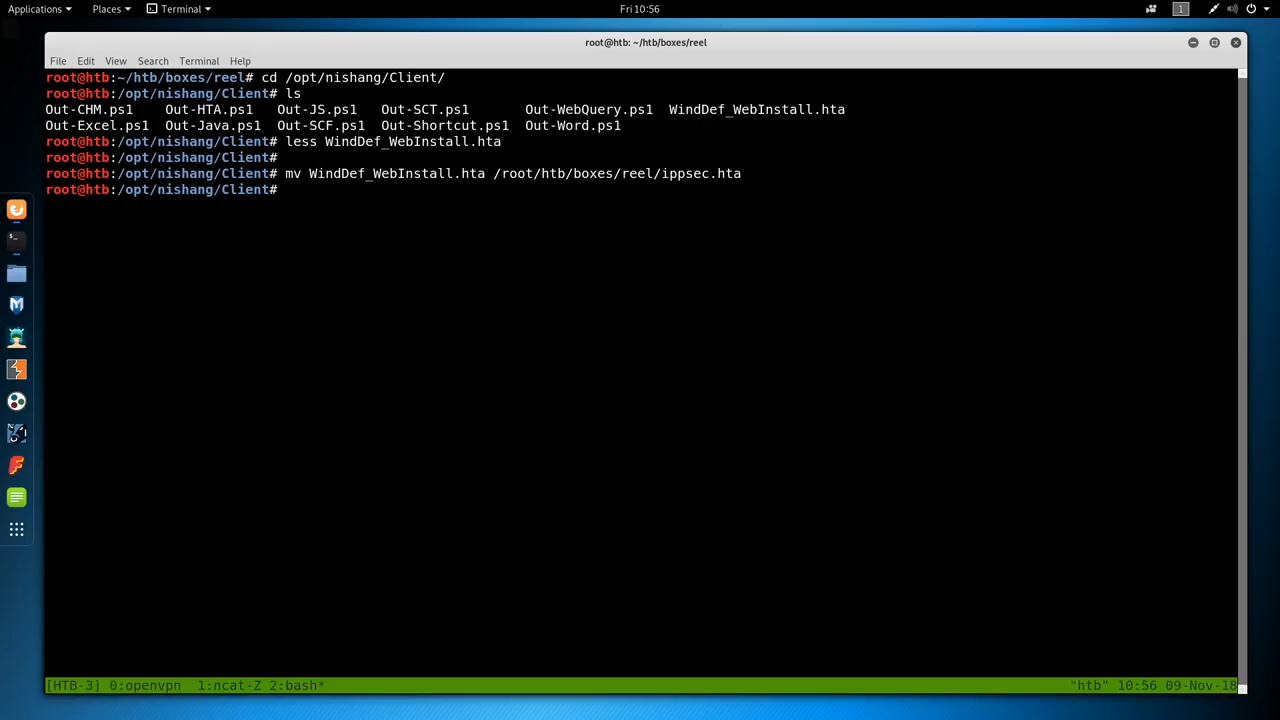 Applications Places Terminal Fri 10:56 1
root@htb: ~/htb/boxes/reel
File Edit View Search Terminal Help
root@htb:~/htb/boxes/reel# cd /opt/nishang/Client/
root@htb:/opt/nishang/Client# ls
Out-CHM.ps1 Out-HTA.ps1 Out-JS.ps1 Out-SCT.ps1 Out-WebQuery.ps1 WindDef_WebInstall.hta
Out-Excel.ps1 Out-Java.ps1 Out-SCF.ps1 Out-Shortcut.ps1 Out-Word.ps1
root@htb:/opt/nishang/Client# less WindDef_WebInstall.hta
root@htb:/opt/nishang/Client#
root@htb:/opt/nishang/Client# mv WindDef_WebInstall.hta /root/htb/boxes/reel/ippsec.hta
root@htb:/opt/nishang/Client#
[HTB-3] 0:openvpn 1:ncat-Z 2:bash* "htb" 10:56 09-Nov-18